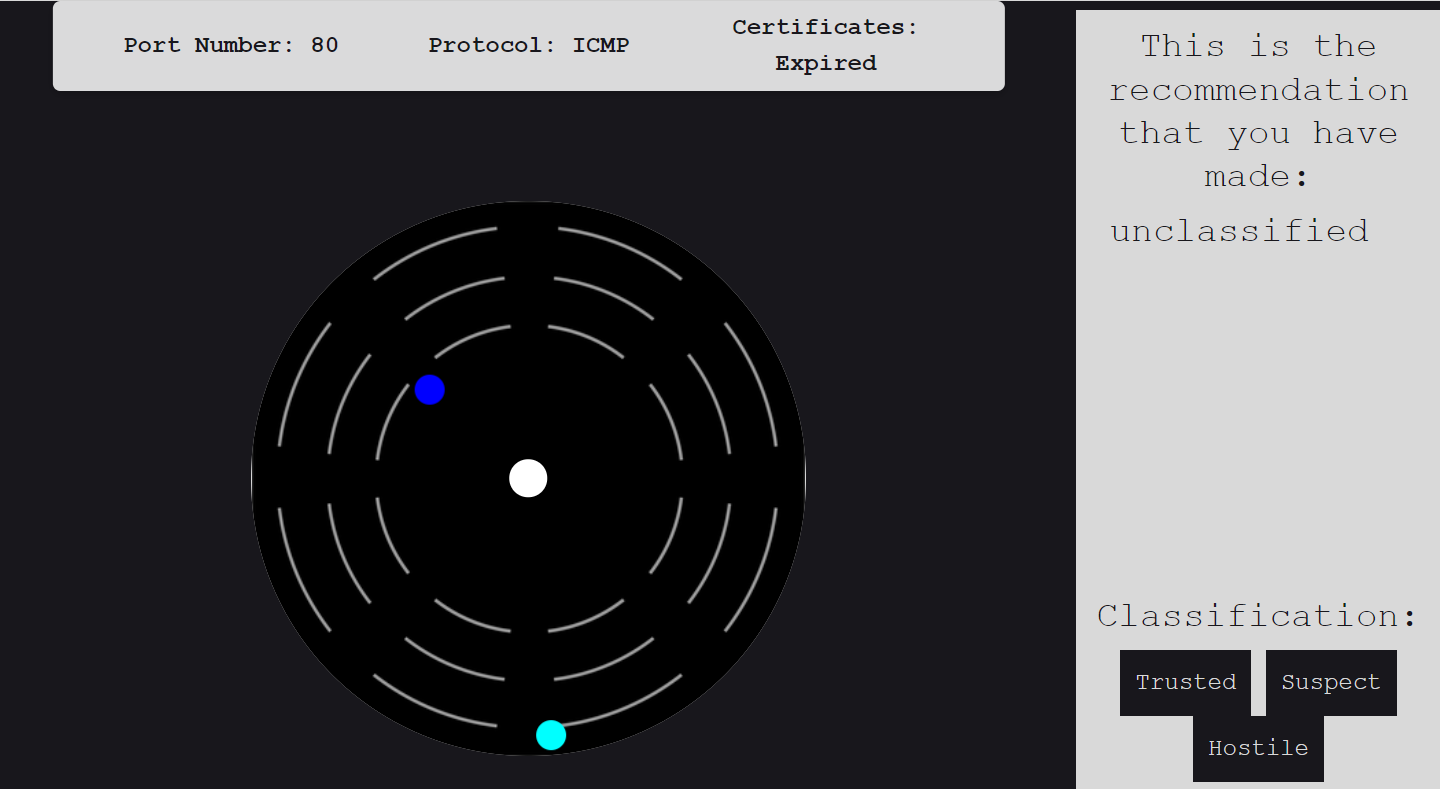 Port Number: 80
Protocol: ICMP
Certificates:
Expired
This is the
recommendation
that you have
made:
unclassified
Classification:
Trusted
Suspect
Hostile